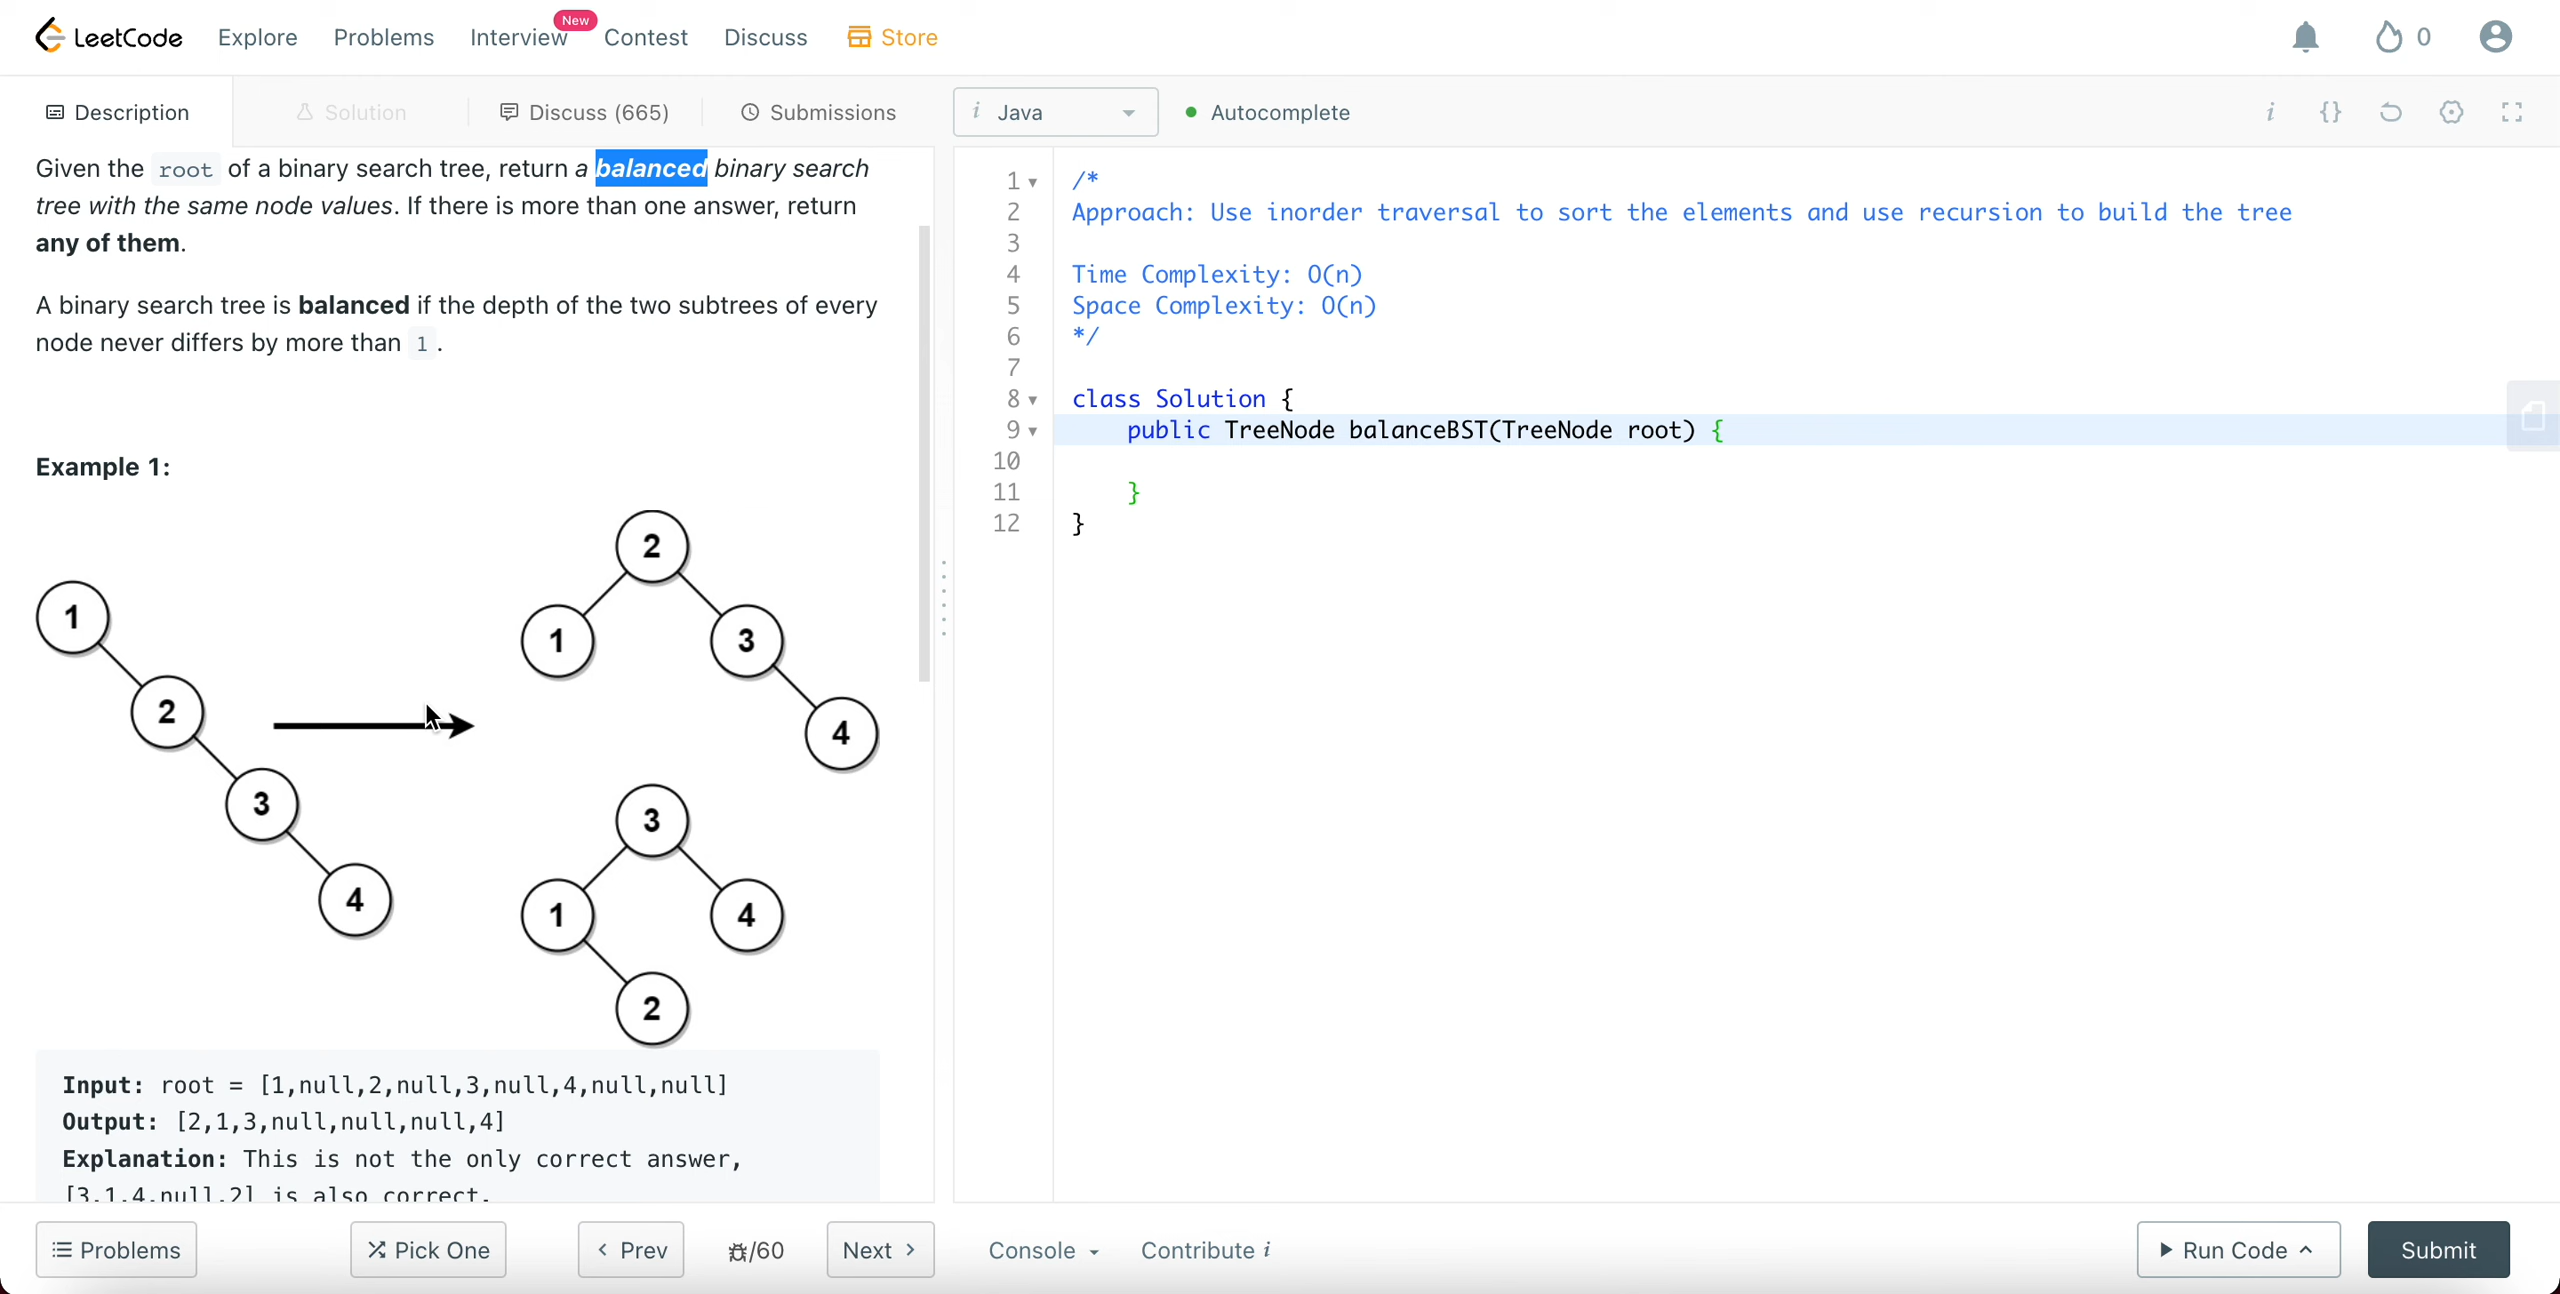 LeetCode Explore Problems Interview New Contest Discuss Store 0
Description Solution Discuss (665) Submissions i Java Autocomplete i {}
Given the root of a binary search tree, return a balanced binary search
tree with the same node values. If there is more than one answer, return
any of them.
A binary search tree is balanced if the depth of the two subtrees of every
node never differs by more than 1.
Example 1:
1
2
3
4
2
1
3
4
3
1
4
2
Input: root = [1,null,2,null,3,null,4,null,null]
Output: [2,1,3,null,null,null,4]
Explanation: This is not the only correct answer,
[3,1,4,null,2] is also correct.
1 /*
2 Approach: Use inorder traversal to sort the elements and use recursion to build the tree
3
4 Time Complexity: O(n)
5 Space Complexity: O(n)
6 */
7
8 class Solution {
9 public TreeNode balanceBST(TreeNode root) {
10
11 }
12 }
Problems Pick One < Prev /60 Next > Console Contribute i Run Code Submit